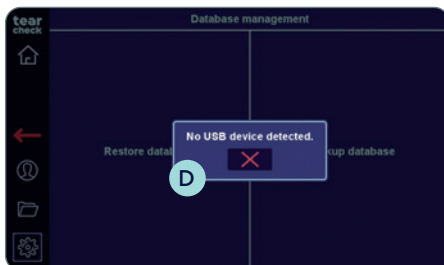 tear
check
Database management
No USB device detected.
Restore datal
kup database
D